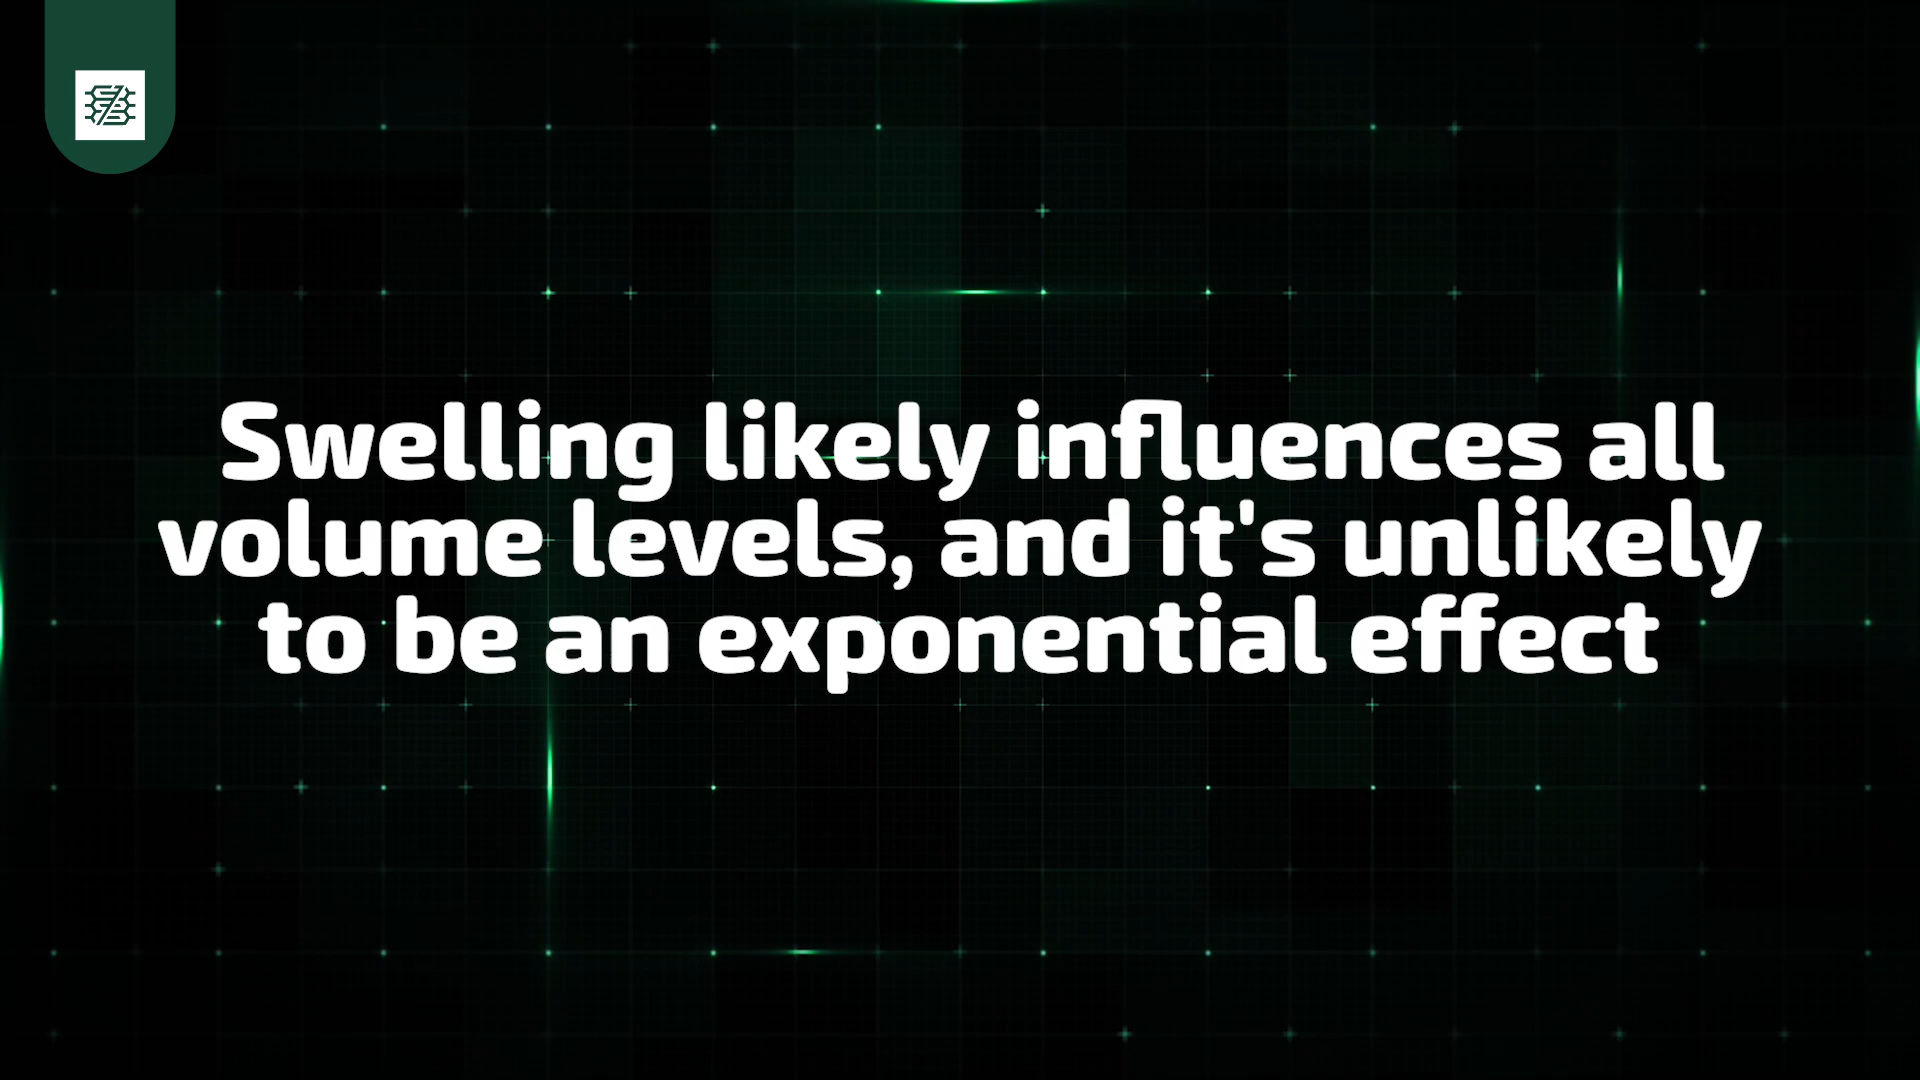 Swelling likely influences all
volume levels, and it's unlikely
to be an exponential effect